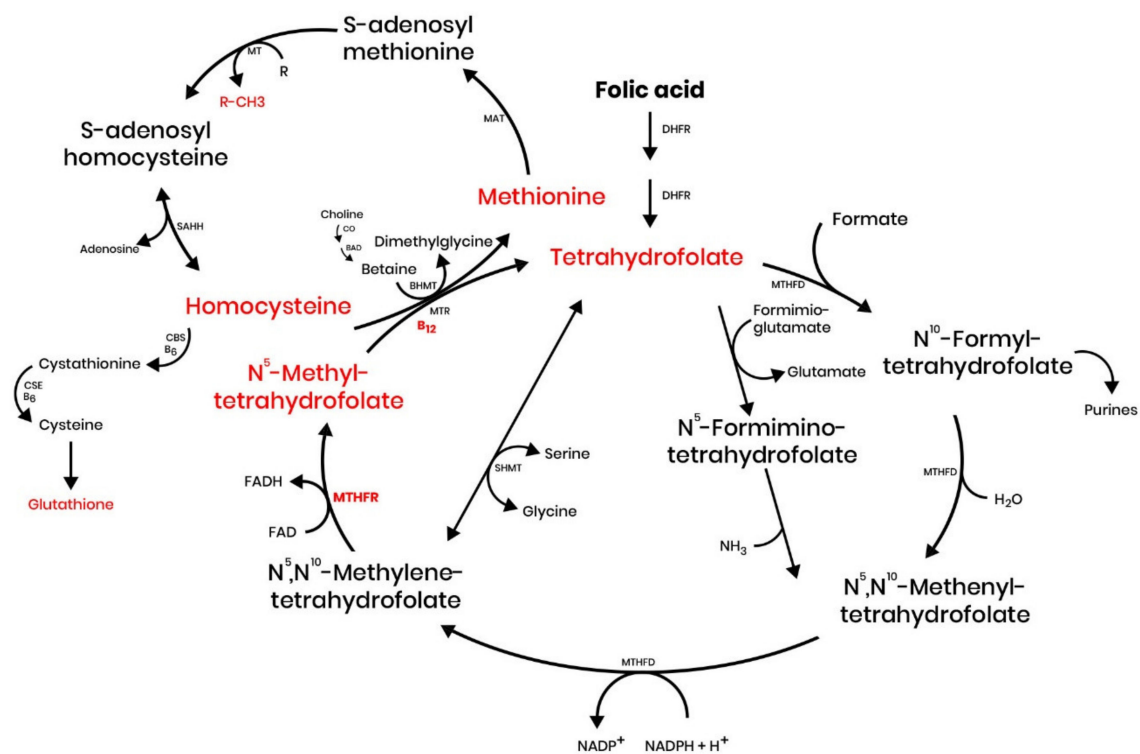 S-adenosyl
methionine
MT
R
R-CH3
Folic acid
DHFR
MAT
S-adenosyl
homocysteine
DHFR
Methionine
Choline
CO
BAD
Formate
SAHH
Adenosine
Dimethylglycine
Tetrahydrofolate
Betaine
BHMT
MTHFD
Homocysteine
MTR
B12
Formimio-
glutamate
CBS
B6
N10-Formyl-
tetrahydrofolate
Cystathionine
Glutamate
N5-Methyl-
tetrahydrofolate
CSE
B6
Purines
Cysteine
N5-Formimino-
tetrahydrofolate
Serine
SHMT
MTHFD
FADH
MTHFR
Glutathione
H2O
Glycine
FAD
NH3
N5,N10-Methylene-
tetrahydrofolate
N5,N10-Methenyl-
tetrahydrofolate
MTHFD
NADP+
NADPH + H+